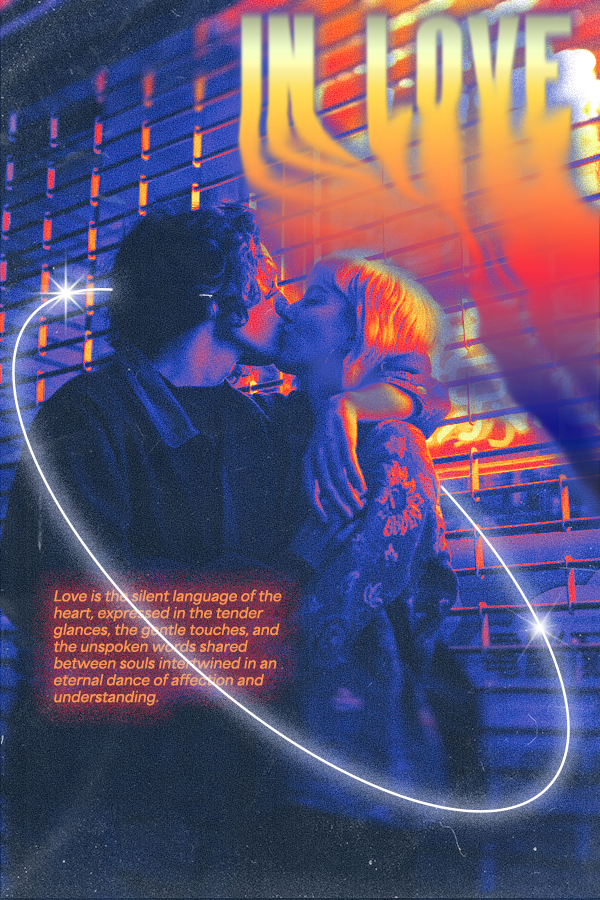 IN LOVE
Love is the silent language of the
heart, expressed in the tender
glances, the gentle touches, and
the unspoken words shared
between souls intertwined in an
eternal dance of affection and
understanding.